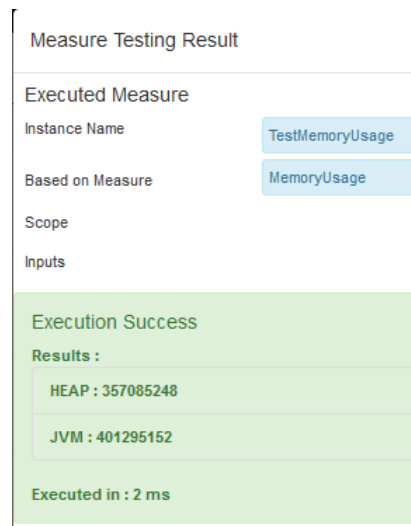 Measure Testing Result
Executed Measure
Instance Name
TestMemoryUsage
Based on Measure
MemoryUsage
Scope
Inputs
Execution Success
Results :
HEAP : 357085248
JVM : 401295152
Executed in : 2 ms